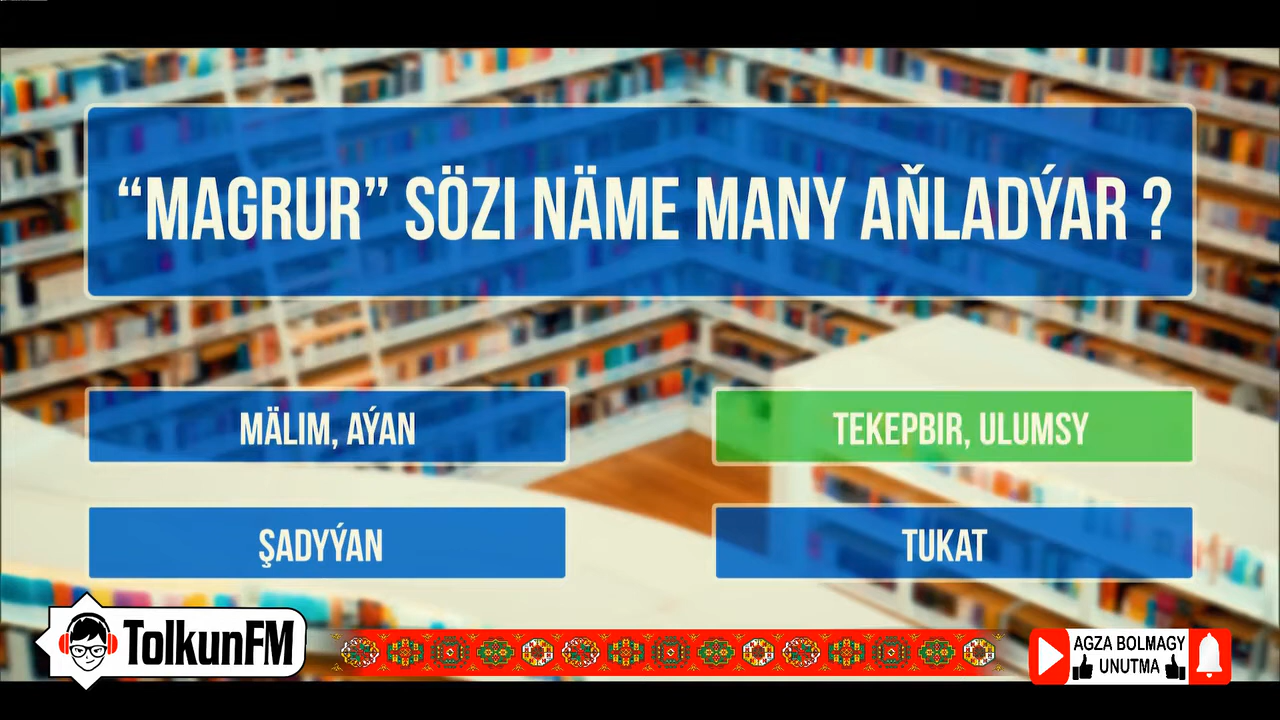 “MAGRUR” SÖZI NÄME MANY AŇLADÝAR ?
MÄLIM, AÝAN
TEKEPBIR, ULUMSY
ŞADYÝAN
TUKAT
TolkunFM
AGZA BOLMAGY
UNUTMA